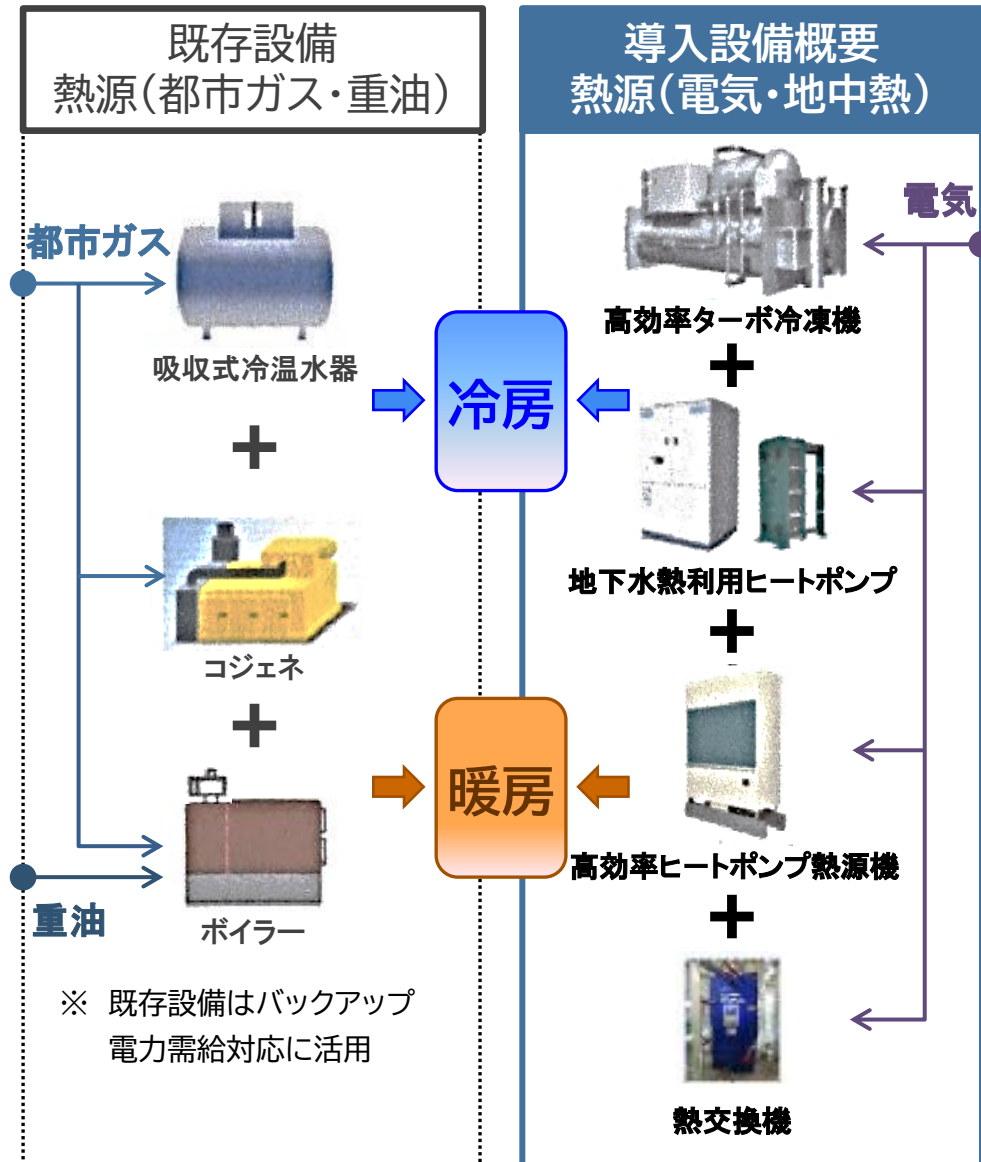 既存設備
熱源(都市ガス・重油)
都市ガス
吸収式冷温水器
+
コジェネ
+
ボイラー
重油
※ 既存設備はバックアップ
電力需給対応に活用
冷房
暖房
導入設備概要
熱源(電気・地中熱)
電気
高効率ターボ冷凍機
+
地下水熱利用ヒートポンプ
+
高効率ヒートポンプ熱源機
+
熱交換機